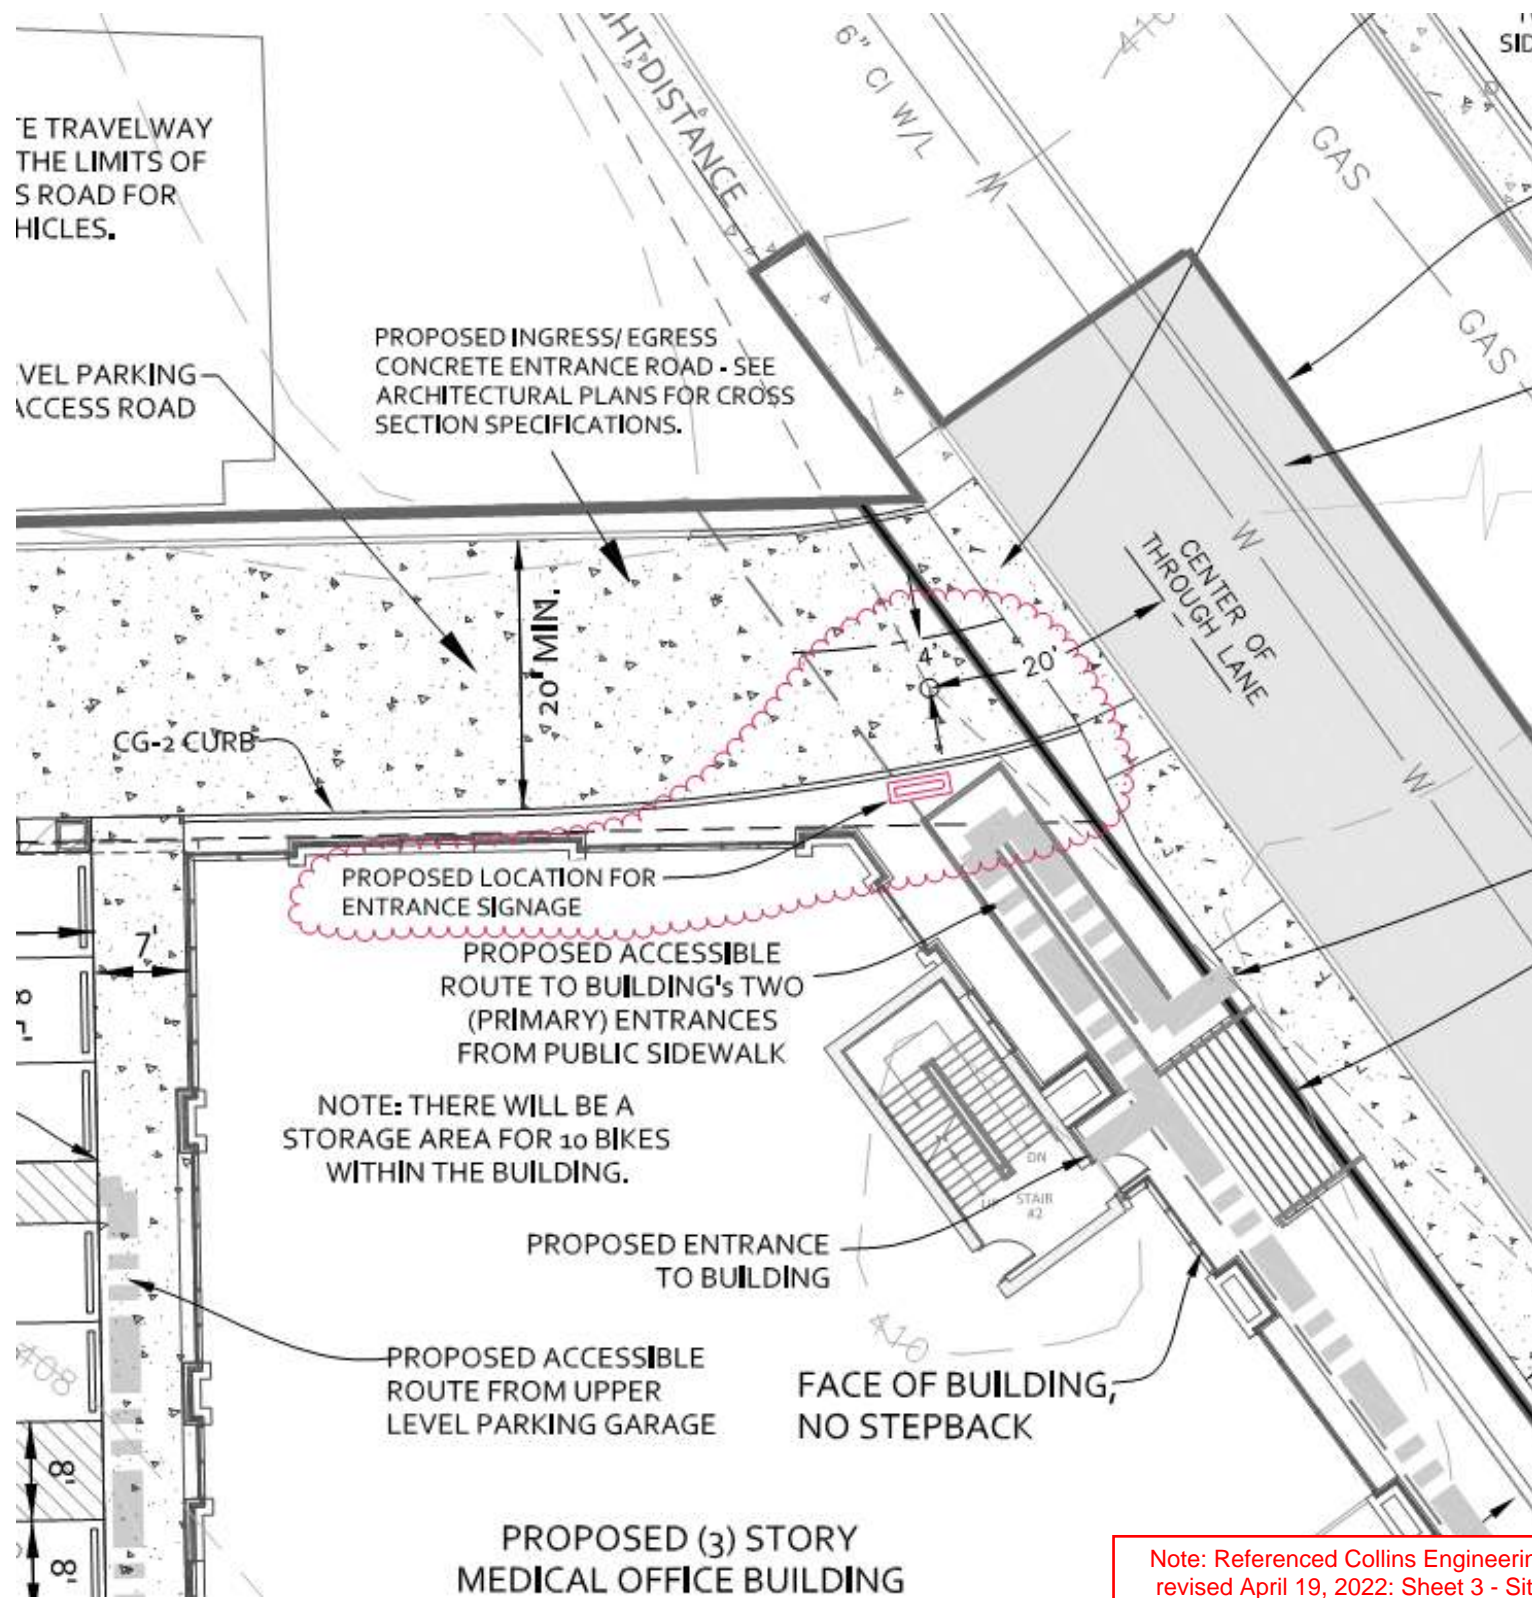 SID
6" CI W/L
410
GHT DISTANCE
W
GAS
TE TRAVELWAY
THE LIMITS OF
S ROAD FOR
HICLES.
GAS
PROPOSED INGRESS/EGRESS
CONCRETE ENTRANCE ROAD - SEE
ARCHITECTURAL PLANS FOR CROSS
SECTION SPECIFICATIONS.
VEL PARKING
ACCESS ROAD
W
CENTER OF
THROUGH LANE
20' MIN.
4'
20'
CG-2 CURB
W
PROPOSED LOCATION FOR
ENTRANCE SIGNAGE
7'
PROPOSED ACCESSIBLE
ROUTE TO BUILDING's TWO
(PRIMARY) ENTRANCES
FROM PUBLIC SIDEWALK
8'
NOTE: THERE WILL BE A
STORAGE AREA FOR 10 BIKES
WITHIN THE BUILDING.
DN
UP
STAIR
#2
PROPOSED ENTRANCE
TO BUILDING
410
408
PROPOSED ACCESSIBLE
ROUTE FROM UPPER
LEVEL PARKING GARAGE
FACE OF BUILDING,
NO STEPBACK
8'
8'
PROPOSED (3) STORY
MEDICAL OFFICE BUILDING
Note: Referenced Collins Engineerin
revised April 19, 2022: Sheet 3 - Sit